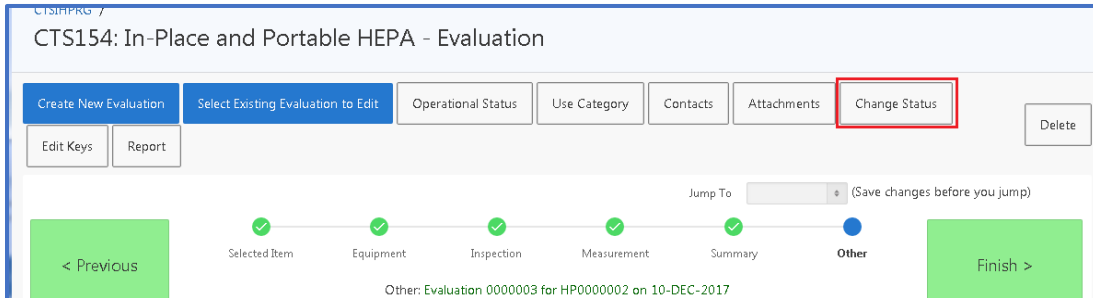 CTSIHPRG /
CTS154: In-Place and Portable HEPA - Evaluation
Create New Evaluation Select Existing Evaluation to Edit Operational Status Use Category Contacts Attachments Change Status
Delete
Edit Keys Report
Jump To (Save changes before you jump)
< Previous
Selected Item Equipment Inspection Measurement Summary Other
Finish >
Other: Evaluation 0000003 for HP0000002 on 10-DEC-2017